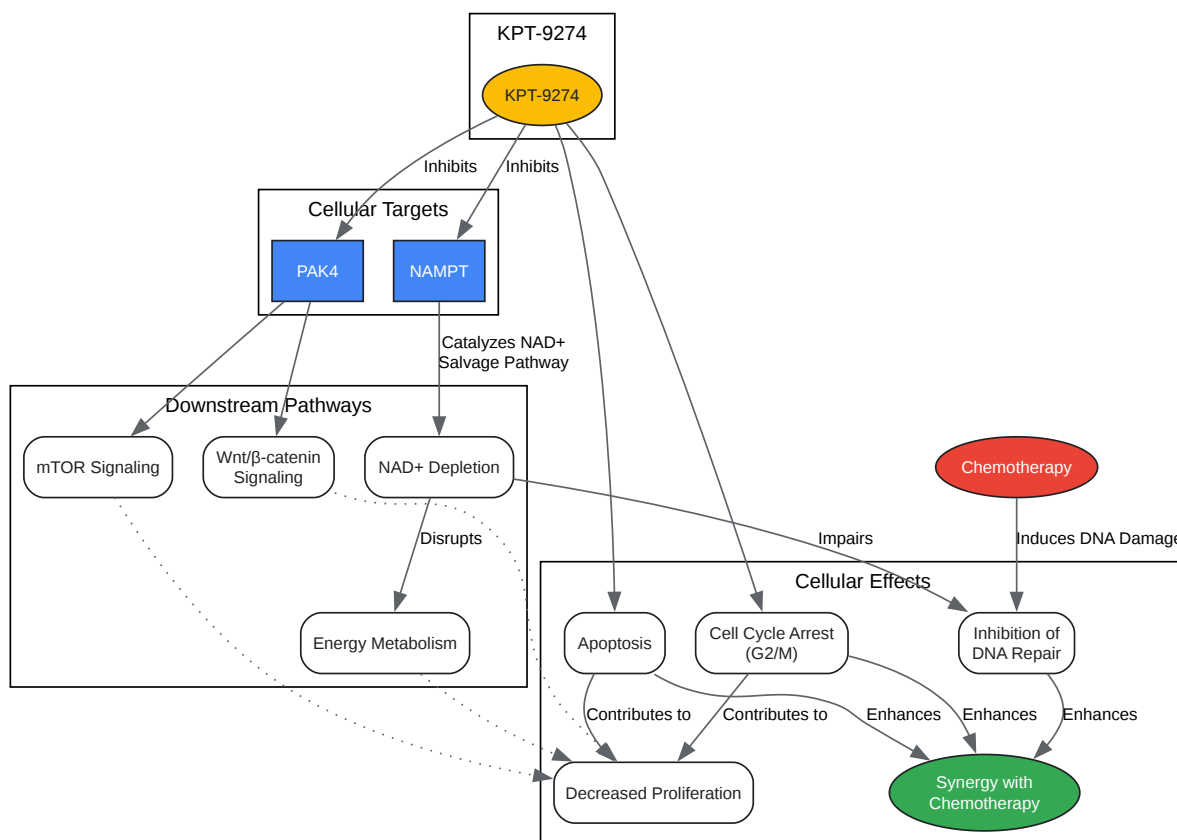 KPT-9274
KPT-9274
Inhibits
Inhibits
Cellular Targets
PAK4
NAMPT
Catalyzes NAD+
Salvage Pathway
Downstream Pathways
mTOR Signaling
Wnt/β-catenin
Signaling
NAD+ Depletion
Chemotherapy
Disrupts
Impairs
Induces DNA Damage
Cellular Effects
Energy Metabolism
Apoptosis
Cell Cycle Arrest
(G2/M)
Inhibition of
DNA Repair
Contributes to
Contributes to
Enhances
Enhances
Enhances
Decreased Proliferation
Synergy with
Chemotherapy